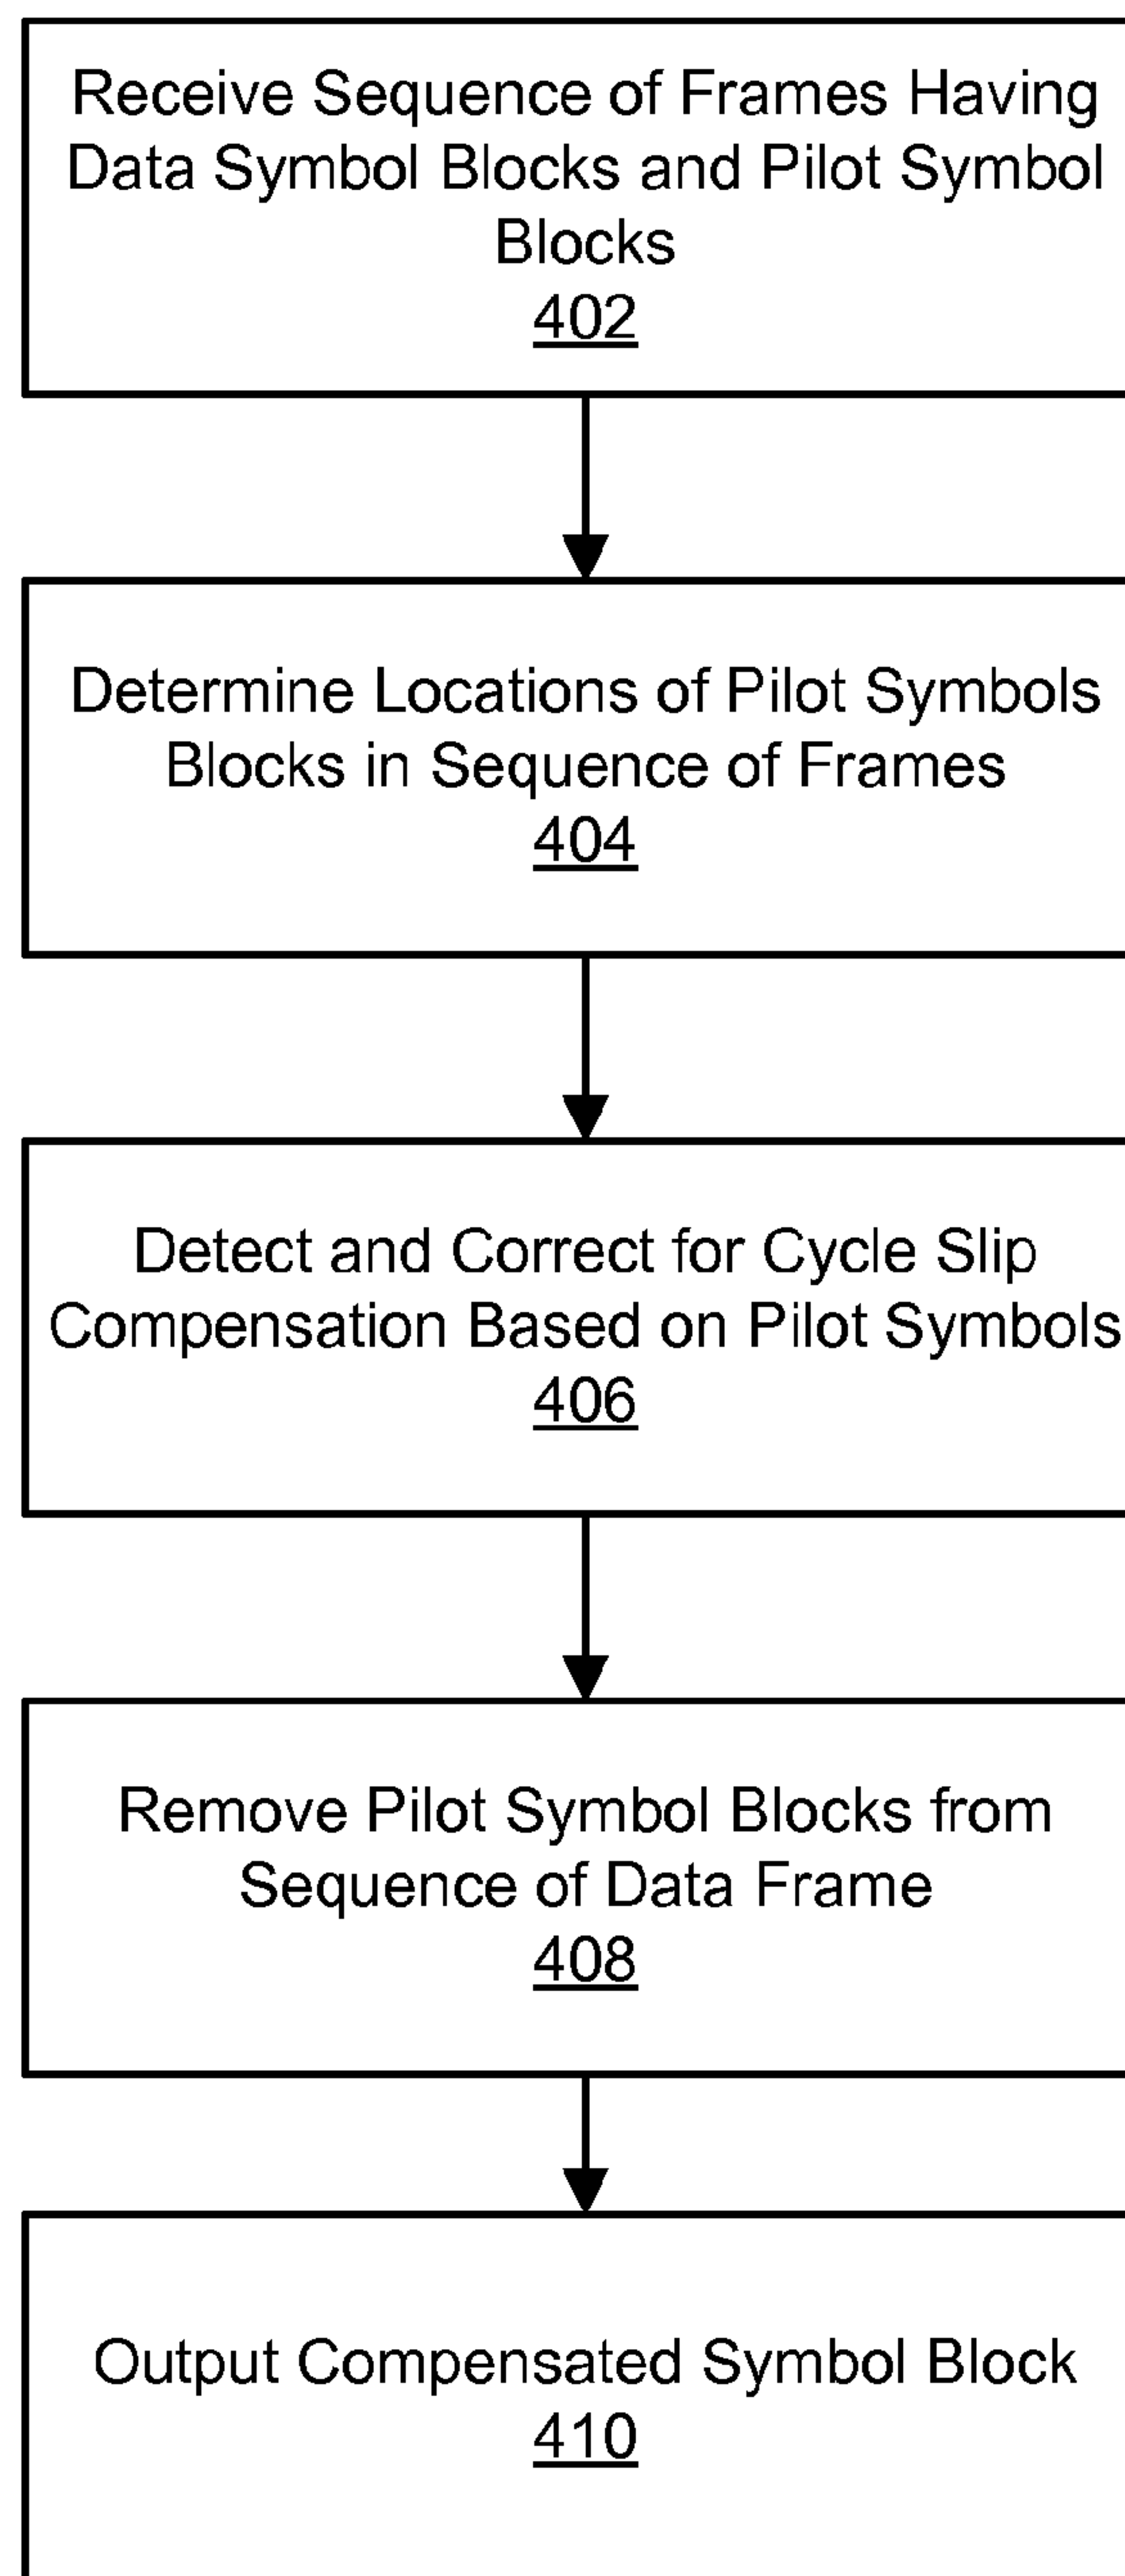 Receive Sequence of Frames Having
Data Symbol Blocks and Pilot Symbol
Blocks
402
Determine Locations of Pilot Symbols
Blocks in Sequence of Frames
404
Detect and Correct for Cycle Slip
Compensation Based on Pilot Symbols
406
Remove Pilot Symbol Blocks from
Sequence of Data Frame
408
Output Compensated Symbol Block
410